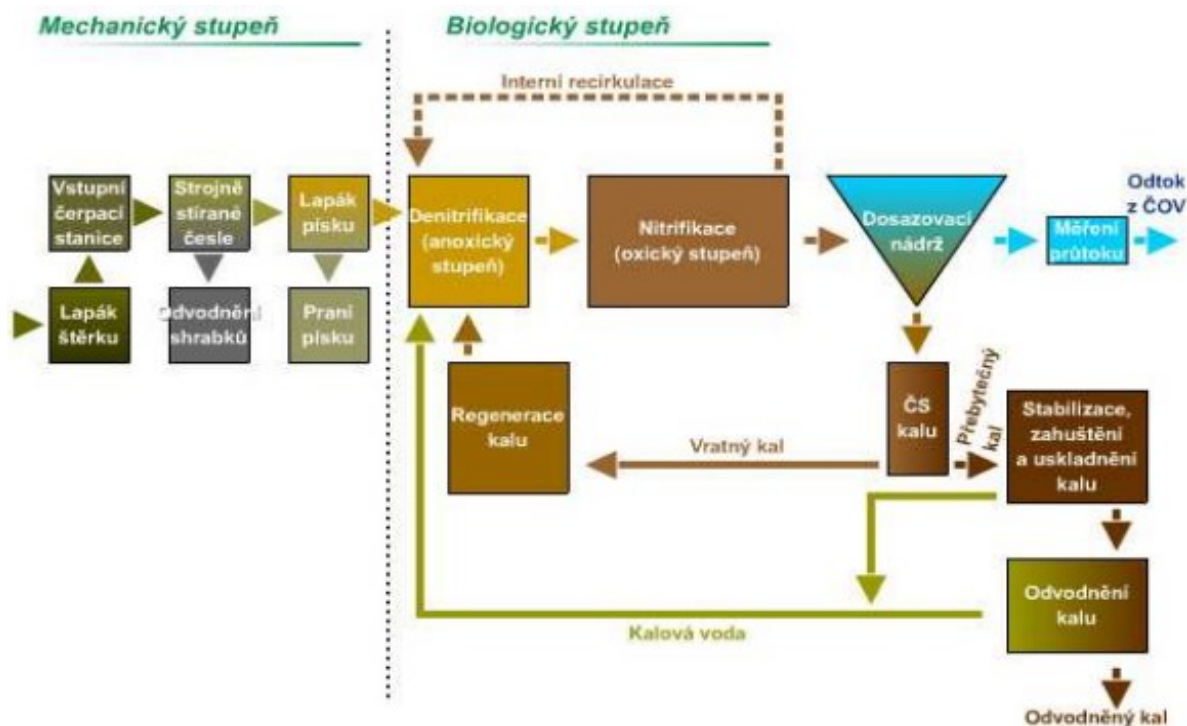 Mechanický stupeň
Biologický stupeň
Interní recirkulace
Vstupní
čerpací
stanice
Strojně
stírané
česle
Lapák
písku
Denitrifikace
(anoxický
stupeň)
Nitrifikace
(oxický stupeň)
Dosazovací
nádrž
Měření
průtoku
Odtok
z ČOV
Lapák
štěrku
Odvodnění
shrabků
Praní
písku
Regenerace
kalu
Vratný kal
ČS
kalu
Přebytečný
kal
Stabilizace,
zahuštění
a uskladnění
kalu
Odvodnění
kalu
Kalová voda
Odvodněný kal